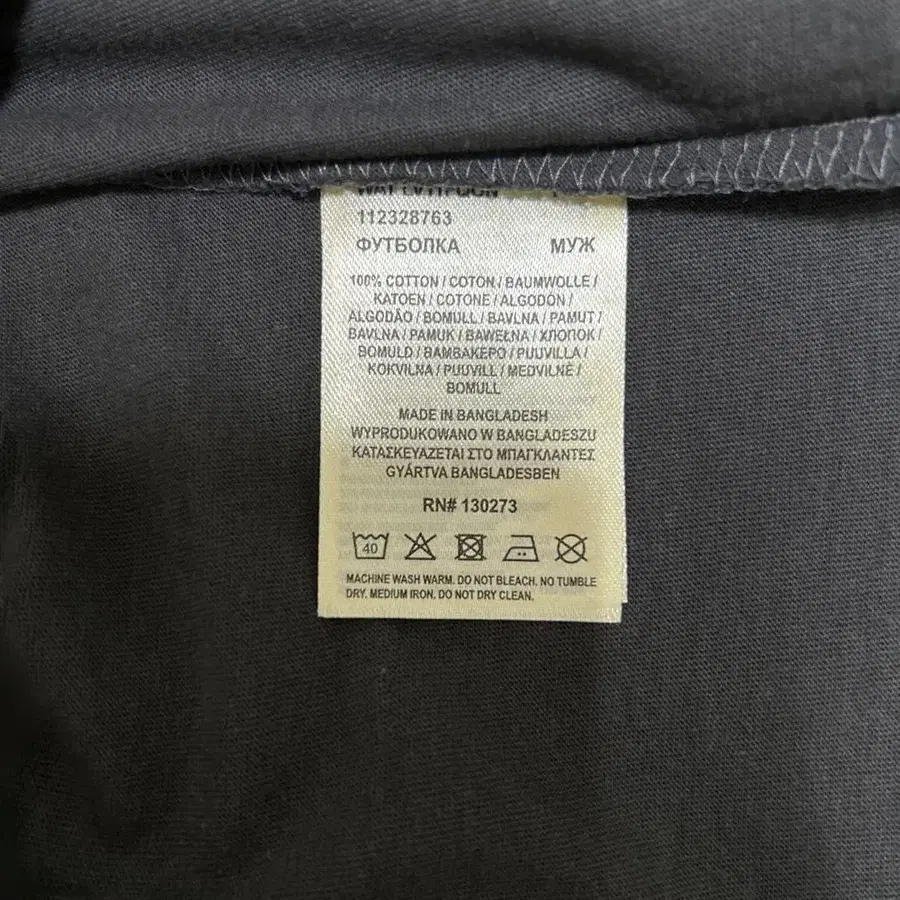 112328763
ФУТБОЛКА МУЖ
100% COTTON / COTON / BAUMWOLLE /
KATOEN / COTONE / ALGODON /
ALGODÃO / BOMULL / BAVLNA / PAMUT /
BAVLNA / PAMUK / BAWEŁNA / ХЛОПОК /
BOMULD / ΒΑΜΒΑΚΕΡΟ / PUUVILLA /
KOKVILNA / PUUVILL / MEDVILNĖ /
BOMULL
MADE IN BANGLADESH
WYPRODUKOWANO W BANGLADESZU
ΚΑΤΑΣΚΕΥΑΖΕΤΑΙ ΣΤΟ ΜΠΑΓΚΛΑΝΤΕΣ
GYÁRTVA BANGLADESBEN
RN# 130273
40
MACHINE WASH WARM. DO NOT BLEACH. NO TUMBLE
DRY. MEDIUM IRON. DO NOT DRY CLEAN.